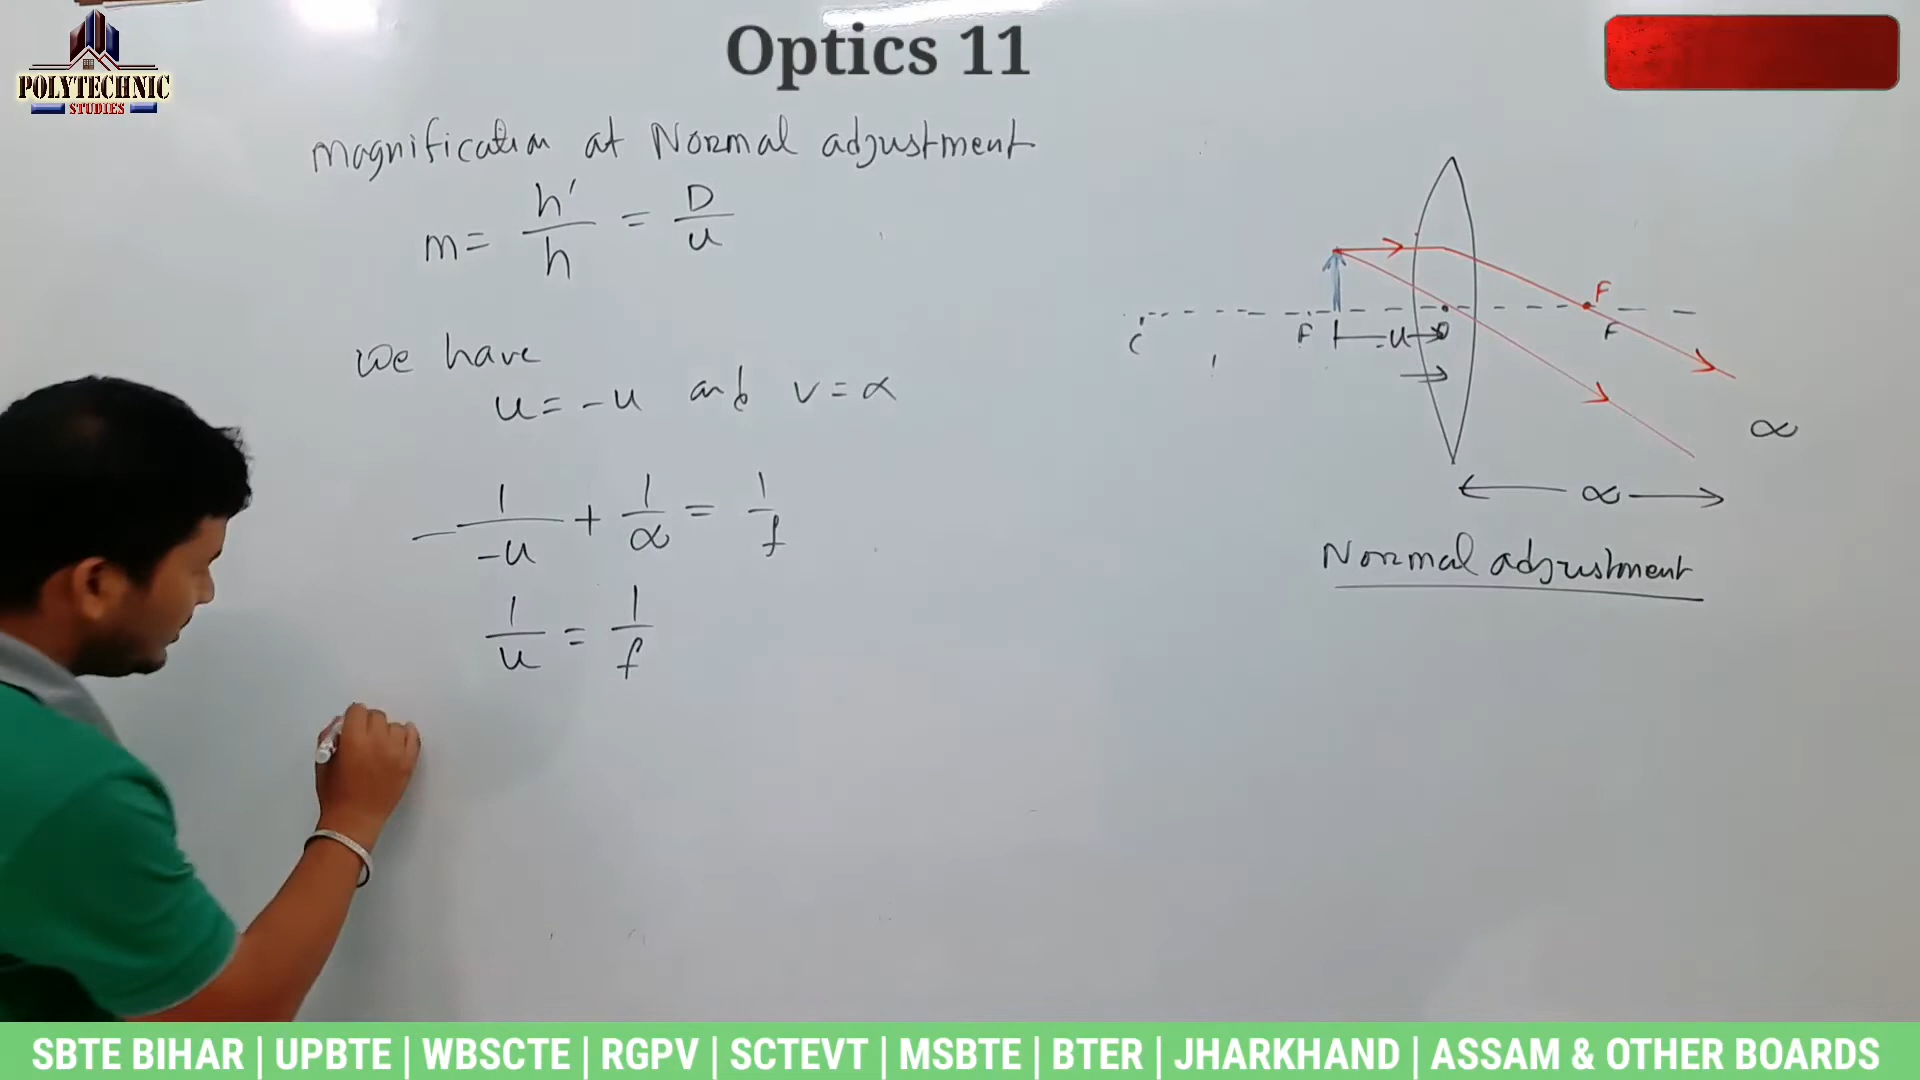 POLYTECHNIC
STUDIES
Optics 11
Magnification at Normal adjustment
m = h'/h = D/u
We have
u = -u and v = ∝
- 1/-u + 1/∝ = 1/f
1/u = 1/f
F
C F -u O F
∝
∝
Normal adjustment
SBTE BIHAR | UPBTE | WBSCTE | RGPV | SCTEVT | MSBTE | BTER | JHARKHAND | ASSAM & OTHER BOARDS